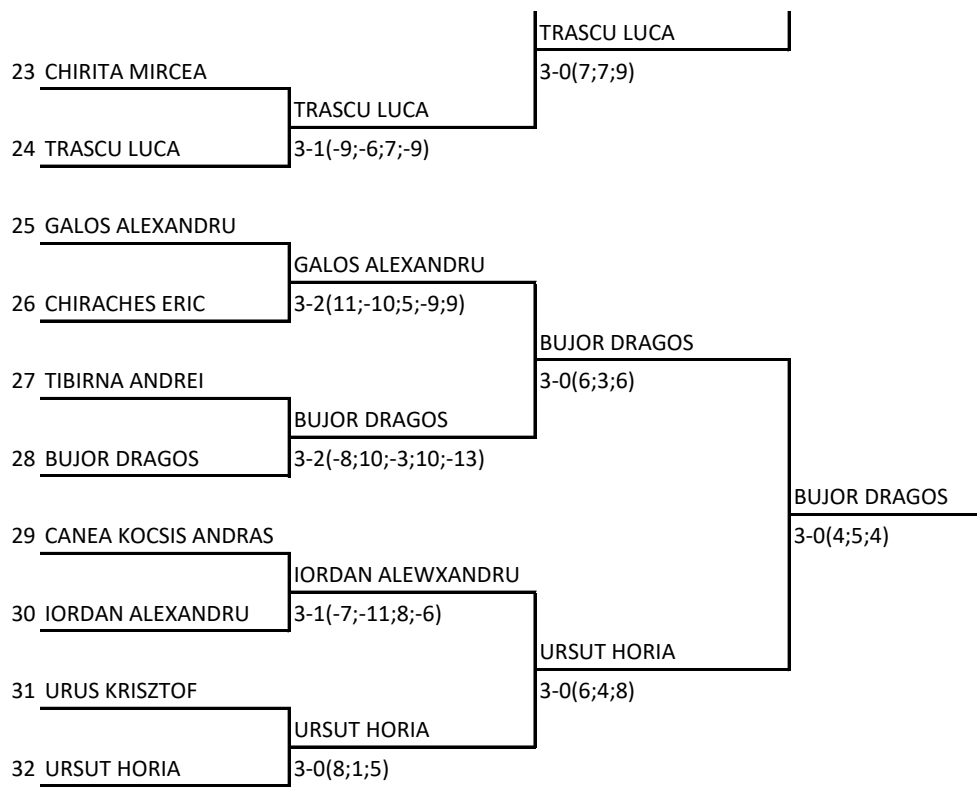 TRASCU LUCA
23 CHIRITA MIRCEA
3-0(7;7;9)
TRASCU LUCA
24 TRASCU LUCA
3-1(-9;-6;7;-9)
25 GALOS ALEXANDRU
GALOS ALEXANDRU
26 CHIRACHES ERIC
3-2(11;-10;5;-9;9)
BUJOR DRAGOS
27 TIBIRNA ANDREI
3-0(6;3;6)
BUJOR DRAGOS
28 BUJOR DRAGOS
3-2(-8;10;-3;10;-13)
BUJOR DRAGOS
29 CANEA KOCSIS ANDRAS
3-0(4;5;4)
IORDAN ALEWXANDRU
30 IORDAN ALEXANDRU
3-1(-7;-11;8;-6)
URSUT HORIA
31 URUS KRISZTOF
3-0(6;4;8)
URSUT HORIA
32 URSUT HORIA
3-0(8;1;5)